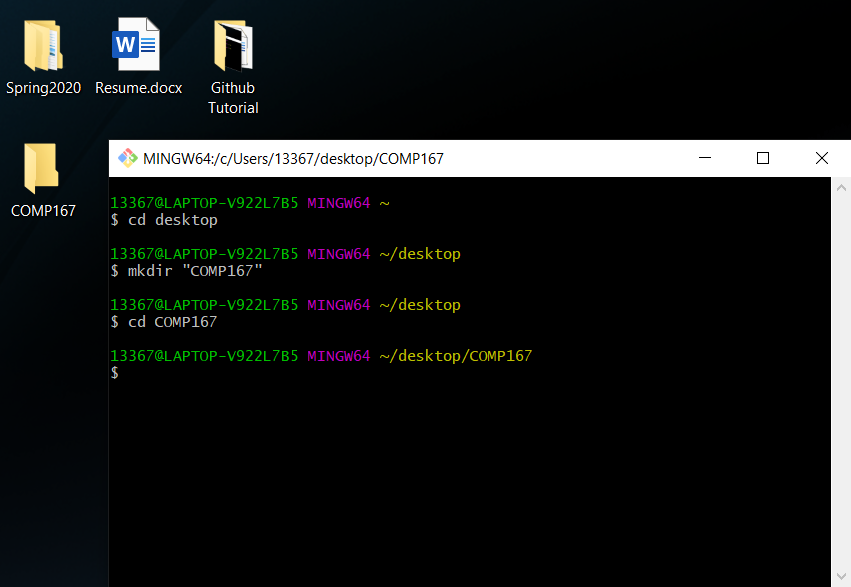 Spring2020
Resume.docx
Github
Tutorial
W
COMP167
MINGW64:/c/Users/13367/desktop/COMP167
13367@LAPTOP-V922L7B5 MINGW64 ~
$ cd desktop
13367@LAPTOP-V922L7B5 MINGW64 ~/desktop
$ mkdir "COMP167"
13367@LAPTOP-V922L7B5 MINGW64 ~/desktop
$ cd COMP167
13367@LAPTOP-V922L7B5 MINGW64 ~/desktop/COMP167
$